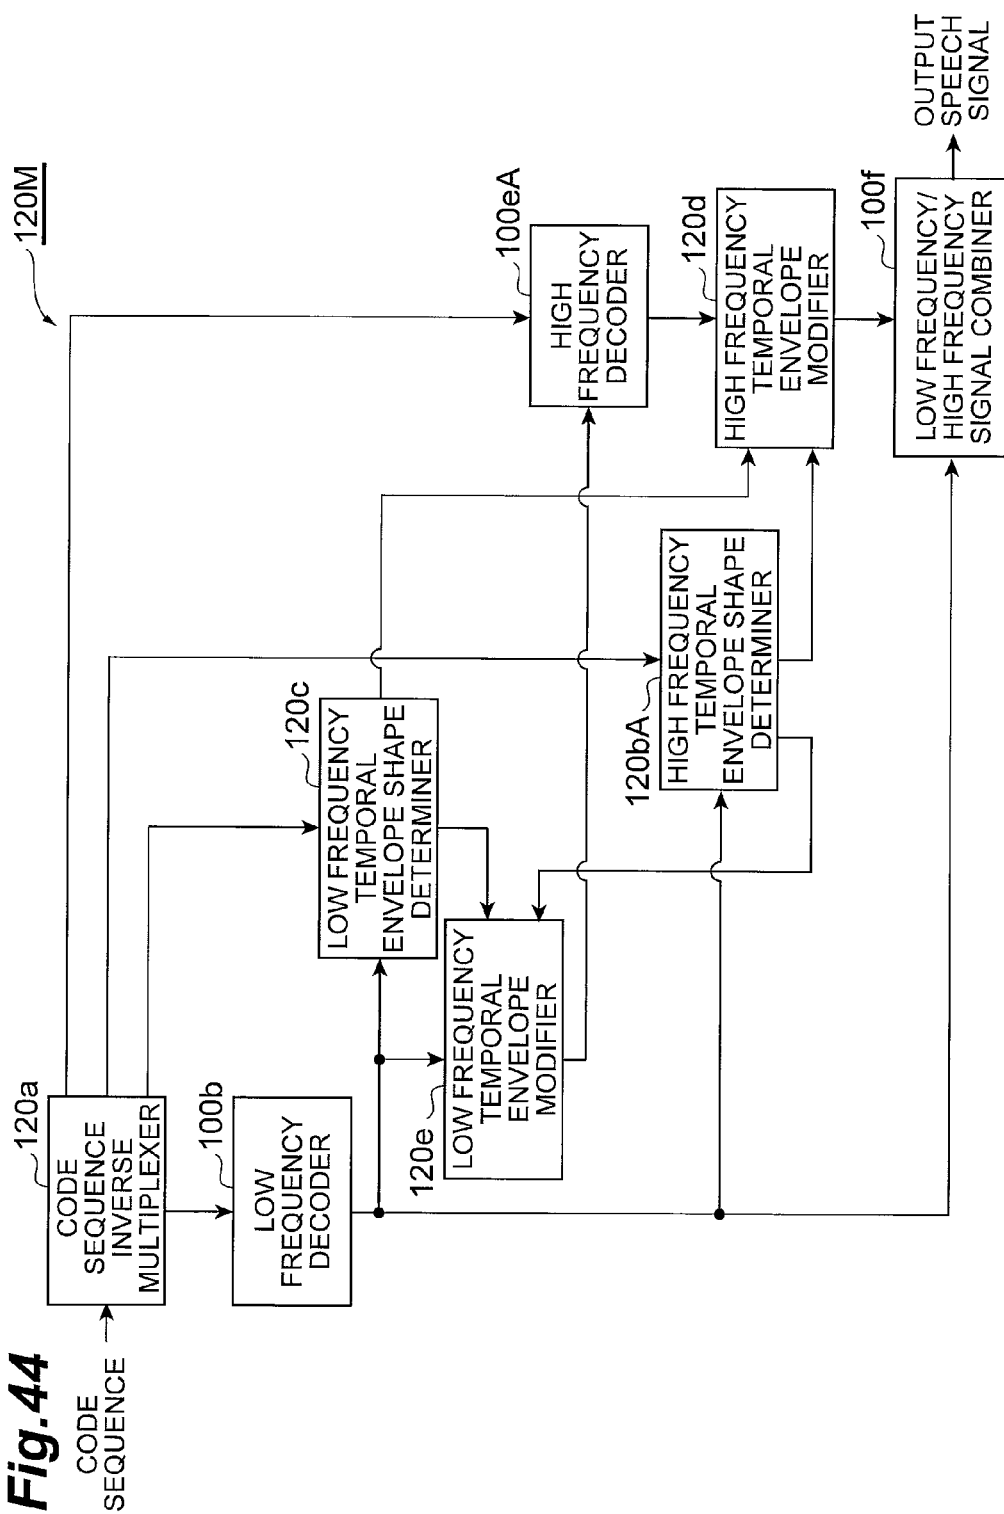 Fig.44
120M
CODE
SEQUENCE
120a
CODE
SEQUENCE
INVERSE
MULTIPLEXER
100b
LOW
FREQUENCY
DECODER
120c
LOW FREQUENCY
TEMPORAL
ENVELOPE SHAPE
DETERMINER
120e
LOW FREQUENCY
TEMPORAL
ENVELOPE
MODIFIER
100eA
HIGH
FREQUENCY
DECODER
120bA
HIGH FREQUENCY
TEMPORAL
ENVELOPE SHAPE
DETERMINER
120d
HIGH FREQUENCY
TEMPORAL
ENVELOPE
MODIFIER
100f
LOW FREQUENCY/
HIGH FREQUENCY
SIGNAL COMBINER
OUTPUT
SPEECH
SIGNAL